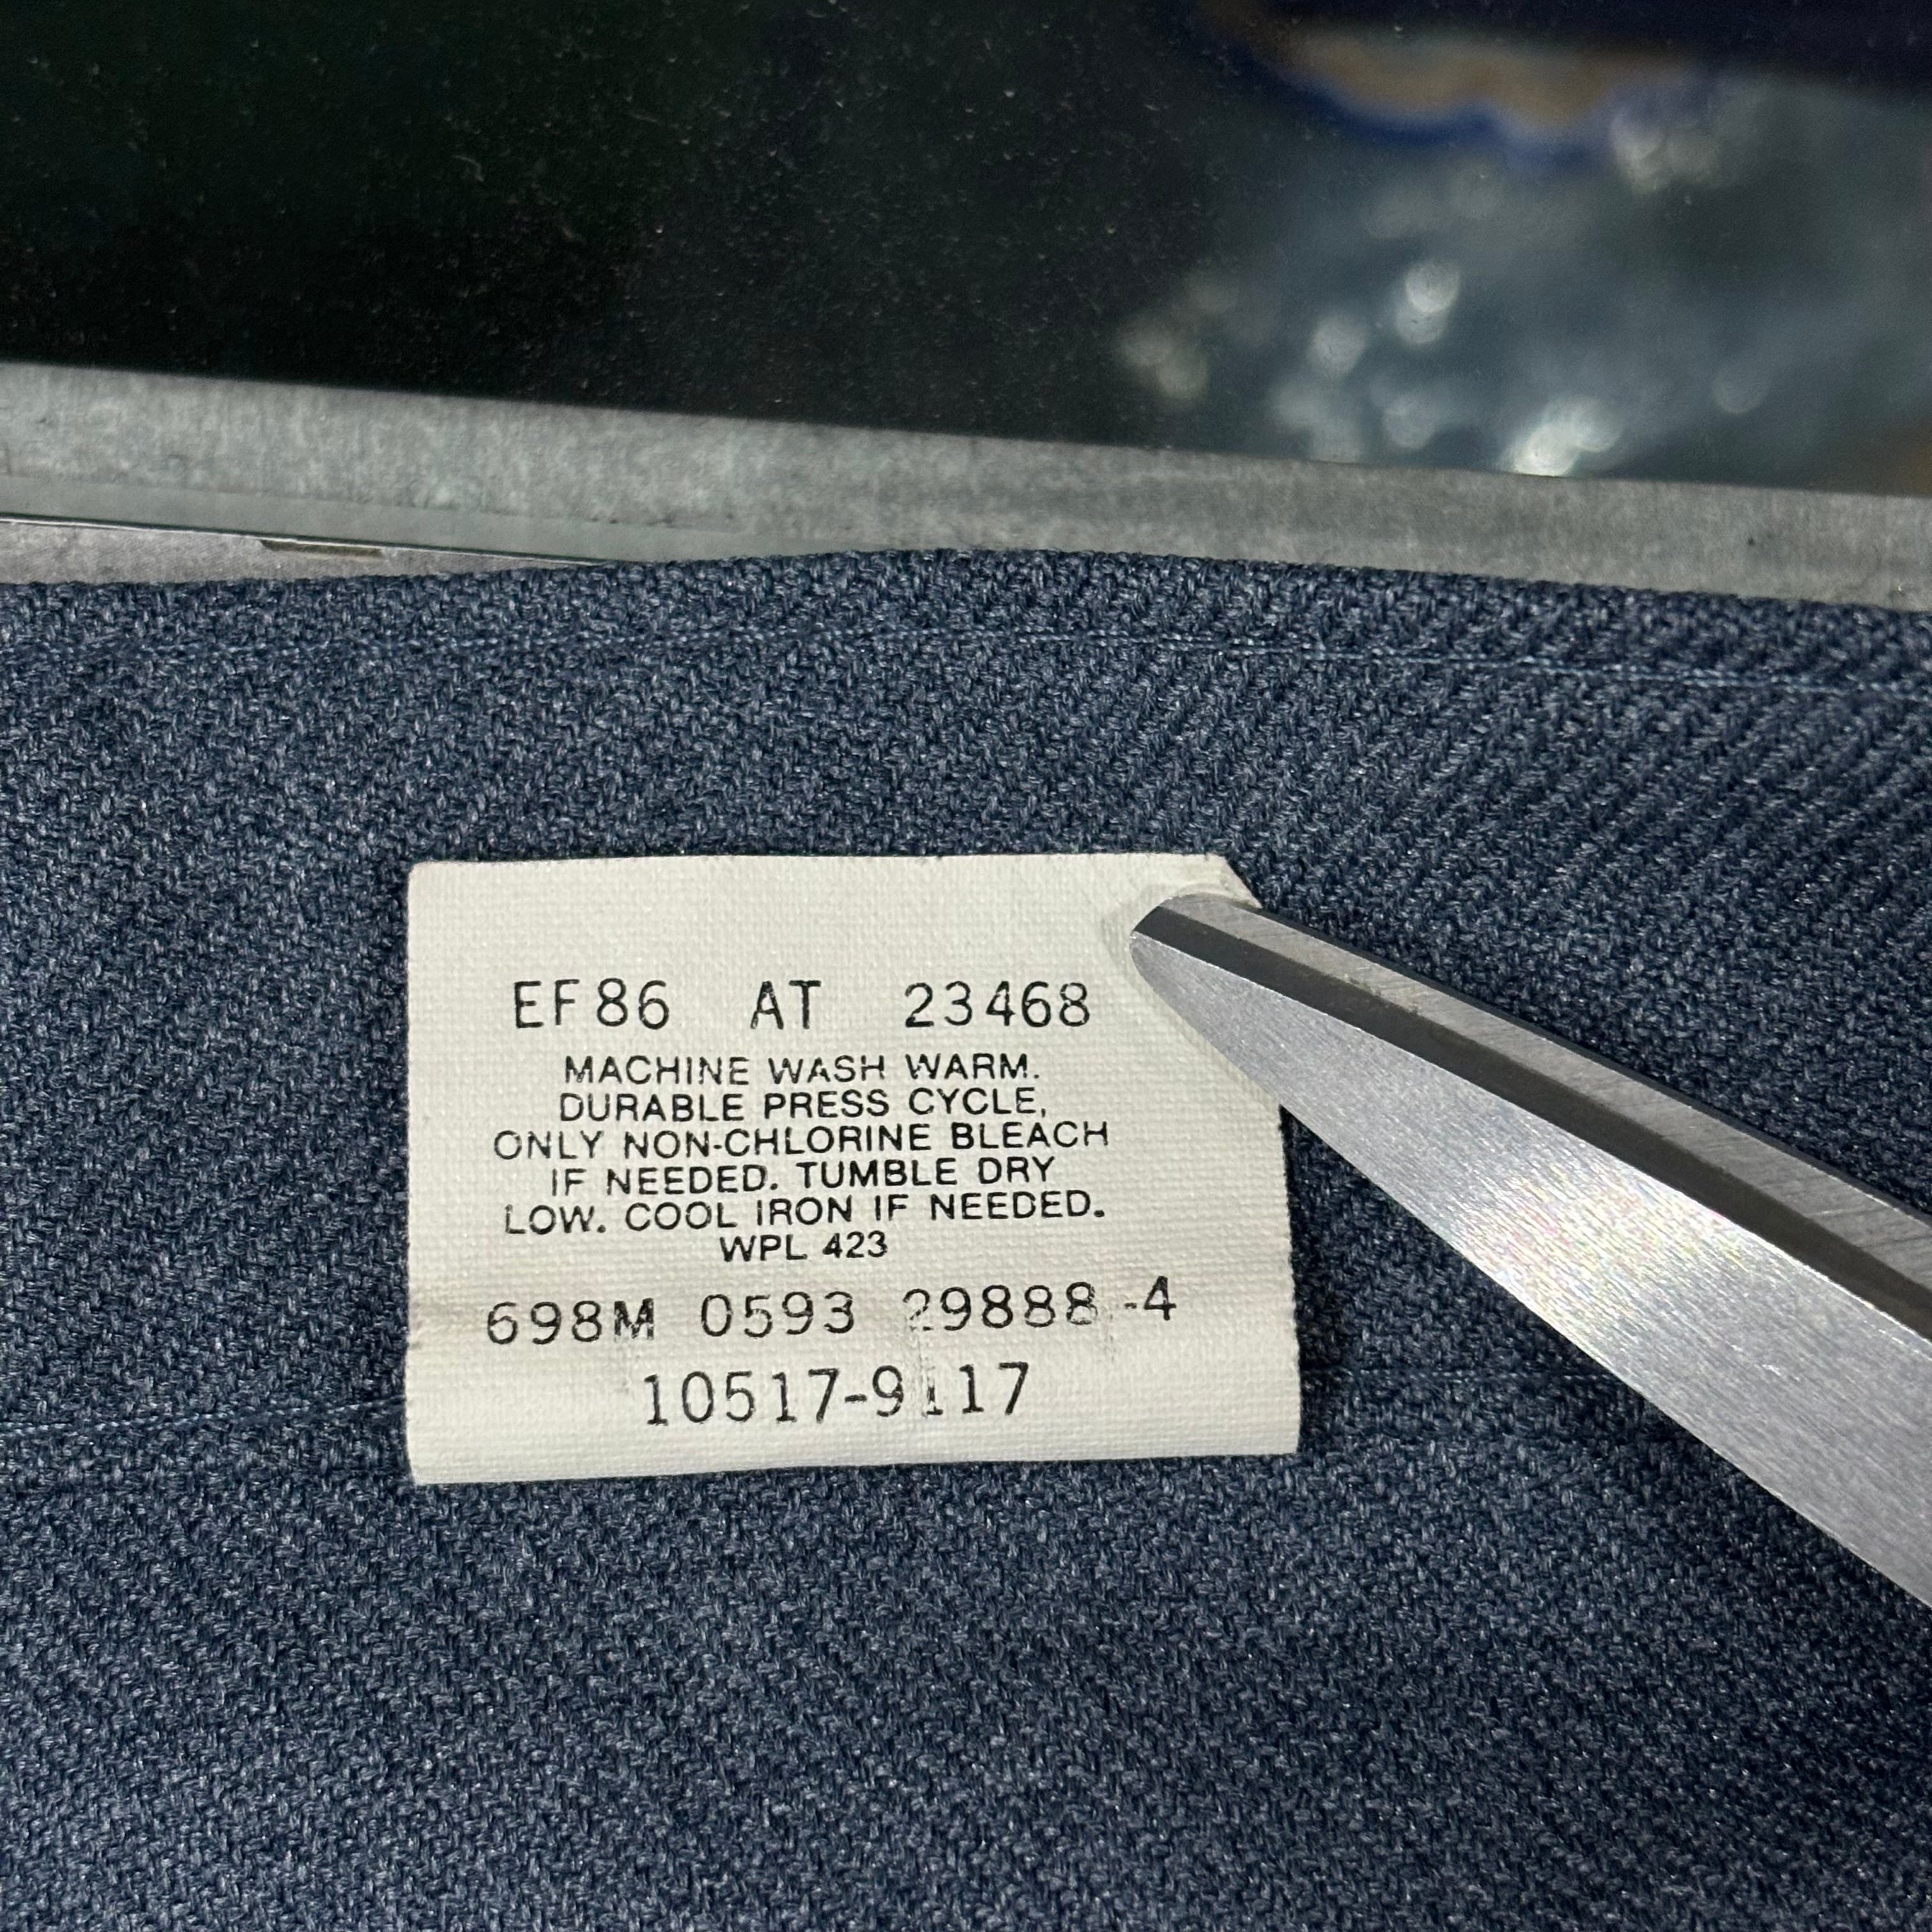 EF86 AT 23468
MACHINE WASH WARM.
DURABLE PRESS CYCLE,
ONLY NON-CHLORINE BLEACH
IF NEEDED. TUMBLE DRY
LOW. COOL IRON IF NEEDED.
WPL 423
698M 0593 29888-4
10517-9117